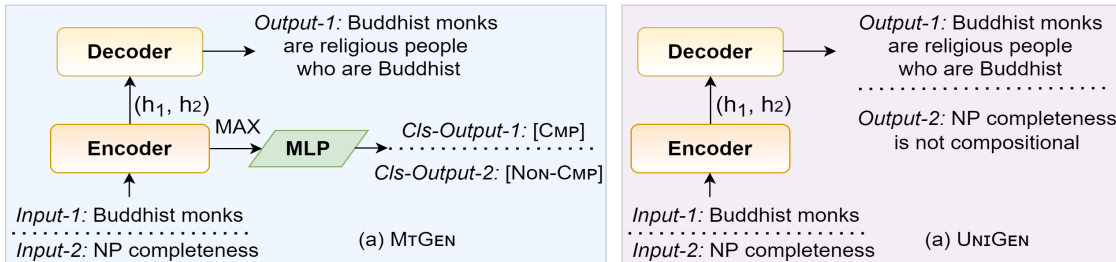 Output-1: Buddhist monks
are religious people
who are Buddhist
Decoder
(h1, h2)
MAX
Encoder
MLP
Cls-Output-1: [CMP]
Cls-Output-2: [NON-CMP]
Input-1: Buddhist monks
Input-2: NP completeness
(a) MTGEN
Output-1: Buddhist monks
are religious people
who are Buddhist
Decoder
(h1, h2)
Output-2: NP completeness
is not compositional
Encoder
Input-1: Buddhist monks
Input-2: NP completeness
(a) UNIGEN